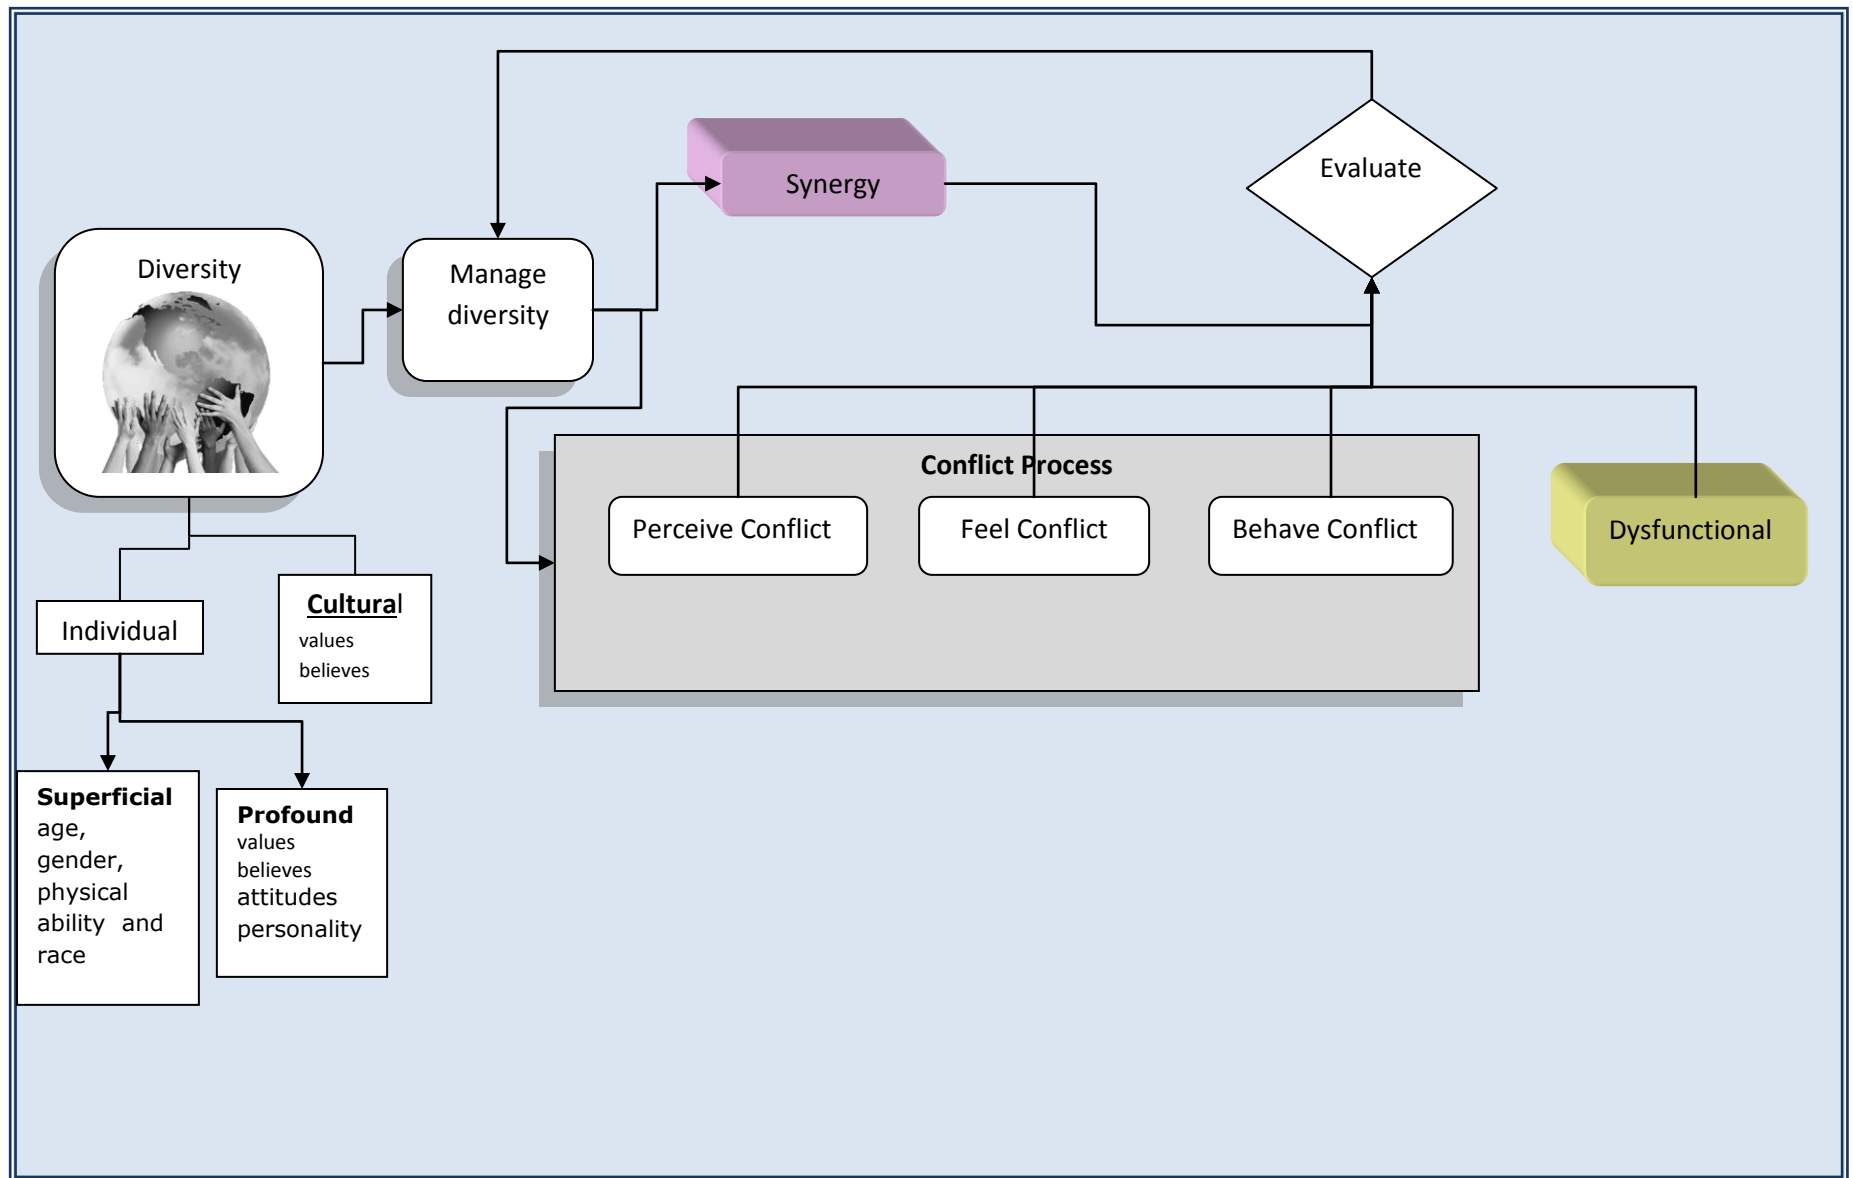 Evaluate
Synergy
Diversity
Manage
diversity
Conflict Process
Perceive Conflict
Feel Conflict
Behave Conflict
Dysfunctional
Cultural
values
believes
Individual
Superficial
age,
gender,
physical
ability and
race
Profound
values
believes
attitudes
personality